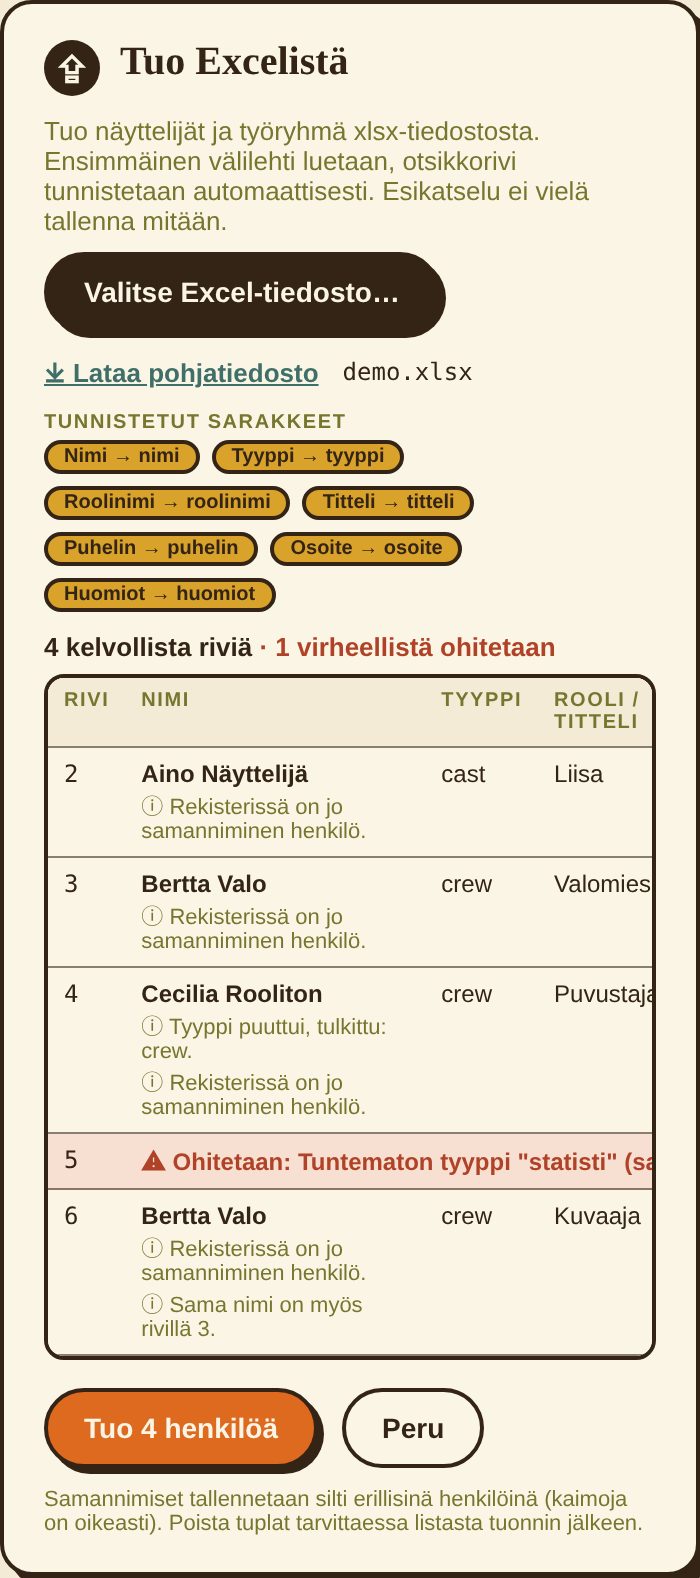 Tuo Excelistä
Tuo näyttelijät ja työryhmä xlsx-tiedostosta.
Ensimmäinen välilehti luetaan, otsikkorivi
tunnistetaan automaattisesti. Esikatselu ei vielä
tallenna mitään.
Valitse Excel-tiedosto…
Lataa pohjatiedosto demo.xlsx
TUNNISTETUT SARAKKEET
Nimi → nimi Tyyppi → tyyppi
Roolinimi → roolinimi Titteli → titteli
Puhelin → puhelin Osoite → osoite
Huomiot → huomiot
4 kelvollista riviä · 1 virheellistä ohitetaan
RIVI NIMI TYYPPI ROOLI /
TITTELI
2 Aino Näyttelijä cast Liisa
ⓘ Rekisterissä on jo
samanniminen henkilö.
3 Bertta Valo crew Valomies
ⓘ Rekisterissä on jo
samanniminen henkilö.
4 Cecilia Rooliton crew Puvustaja
ⓘ Tyyppi puuttui, tulkittu:
crew.
ⓘ Rekisterissä on jo
samanniminen henkilö.
5 Ohitetaan: Tuntematon tyyppi "statisti" (sa
6 Bertta Valo crew Kuvaaja
ⓘ Rekisterissä on jo
samanniminen henkilö.
ⓘ Sama nimi on myös
rivillä 3.
Tuo 4 henkilöä Peru
Samannimiset tallennetaan silti erillisinä henkilöinä (kaimoja
on oikeasti). Poista tuplat tarvittaessa listasta tuonnin jälkeen.